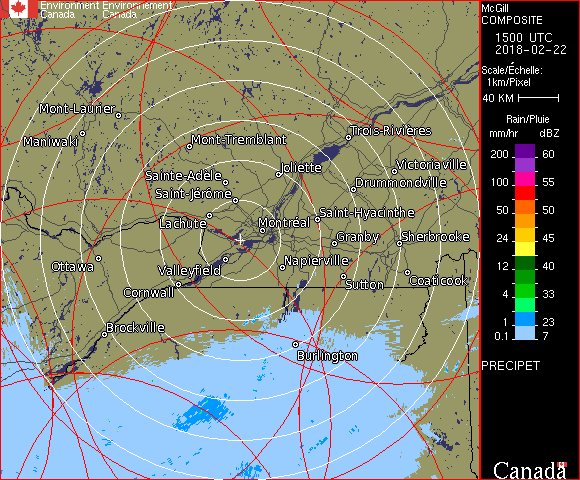 Environment Environnement
Canada Canada
McGill
COMPOSITE
1500 UTC
2018-02-22
Scale/Échelle:
1km/Pixel
40 KM
Rain/Pluie
mm/hr dBZ
200 60
150 57
100 55
50 50
24 45
12 40
4 33
1 23
0.1 7
PRECIPET
Canada
Mont-Laurier
Maniwaki
Mont-Tremblant
Trois-Rivières
Joliette
Victoriaville
Sainte-Adèle
Drummondville
Saint-Jérôme
Lachute
Saint-Hyacinthe
Montréal
Granby
Sherbrooke
Ottawa
Valleyfield
Napierville
Cornwall
Sutton
Coaticook
Brockville
Burlington